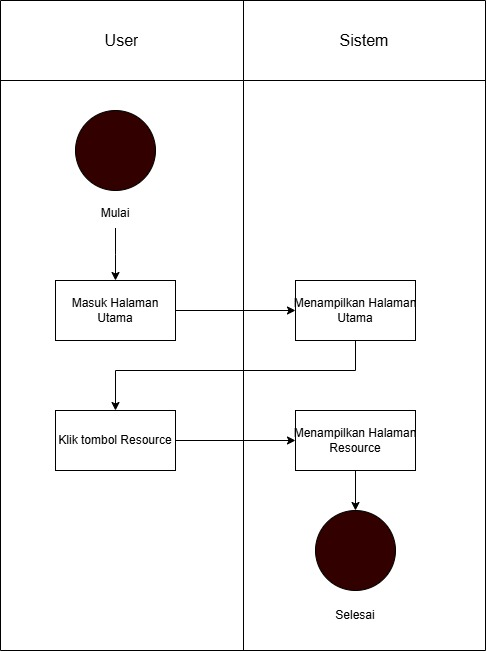 User
Sistem
Mulai
Masuk Halaman
Utama
Menampilkan Halaman
Utama
Klik tombol Resource
Menampilkan Halaman
Resource
Selesai